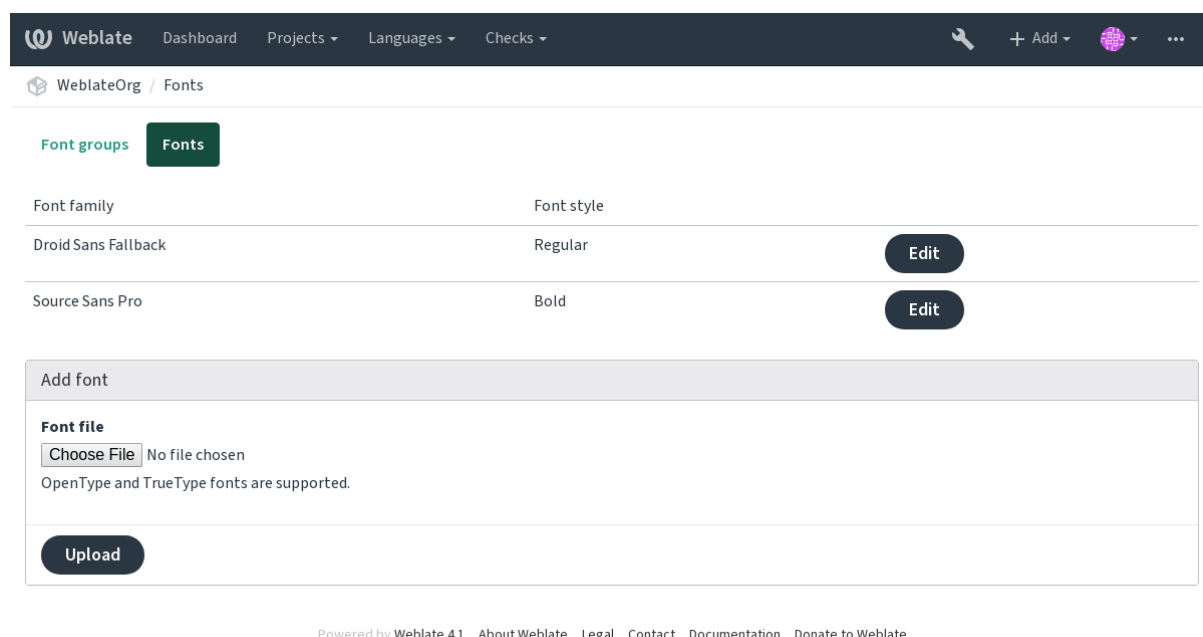 Weblate Dashboard Projects Languages Checks + Add ...
WeblateOrg / Fonts
Font groups Fonts
Font family Font style
Droid Sans Fallback Regular Edit
Source Sans Pro Bold Edit
Add font
Font file
Choose File No file chosen
OpenType and TrueType fonts are supported.
Upload
Powered by Weblate 4.1 About Weblate Legal Contact Documentation Donate to Weblate